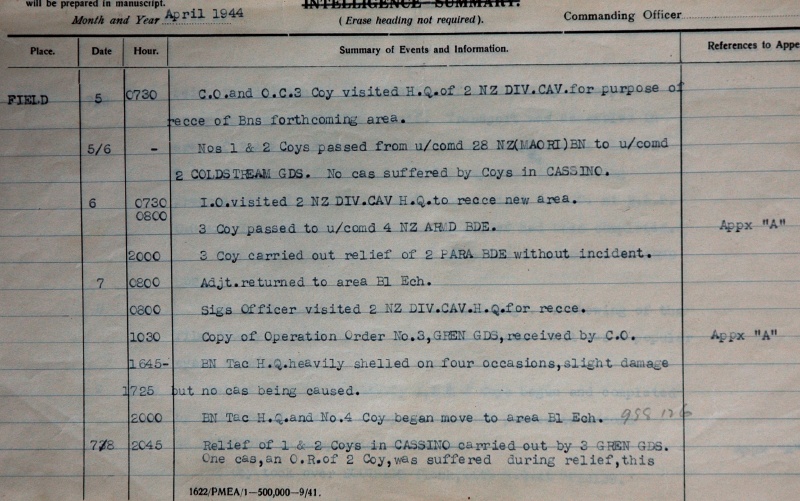 will be prepared in manuscript.
INTELLIGENCE SUMMARY.
Month and Year April 1944
(Erase heading not required).
Commanding Officer
Place. Date Hour. Summary of Events and Information. References to Appe
FIELD 5 0730 C.O.and O.C.3 Coy visited H.Q.of 2 NZ DIV.CAV.for purpose of
recce of Bns forthcoming area.
5/6 - Nos 1 & 2 Coys passed from u/comd 28 NZ(MAORI)BN to u/comd
2 COLDSTREAM GDS. No cas suffered by Coys in CASSINO.
6 0730 I.O.visited 2 NZ DIV.CAV H.Q.to recce new area.
0800 3 Coy passed to u/comd 4 NZ ARMD BDE. Appx "A"
2000 3 Coy carried out relief of 2 PARA BDE without incident.
7 0800 Adjt.returned to area B1 Ech.
0800 Sigs Officer visited 2 NZ DIV.CAV.H.Q.for recce.
1030 Copy of Operation Order No.3,GREN GDS,received by C.O. Appx "A"
1645- BN Tac H.Q.heavily shelled on four occasions,slight damage
1725 but no cas being caused.
2000 BN Tac H.Q.and No.4 Coy began move to area B1 Ech.
7/8 2045 Relief of 1 & 2 Coys in CASSINO carried out by 3 GREN GDS.
One cas,an O.R.of 2 Coy,was suffered during relief,this
1622/PMEA/1—500,000—9/41.